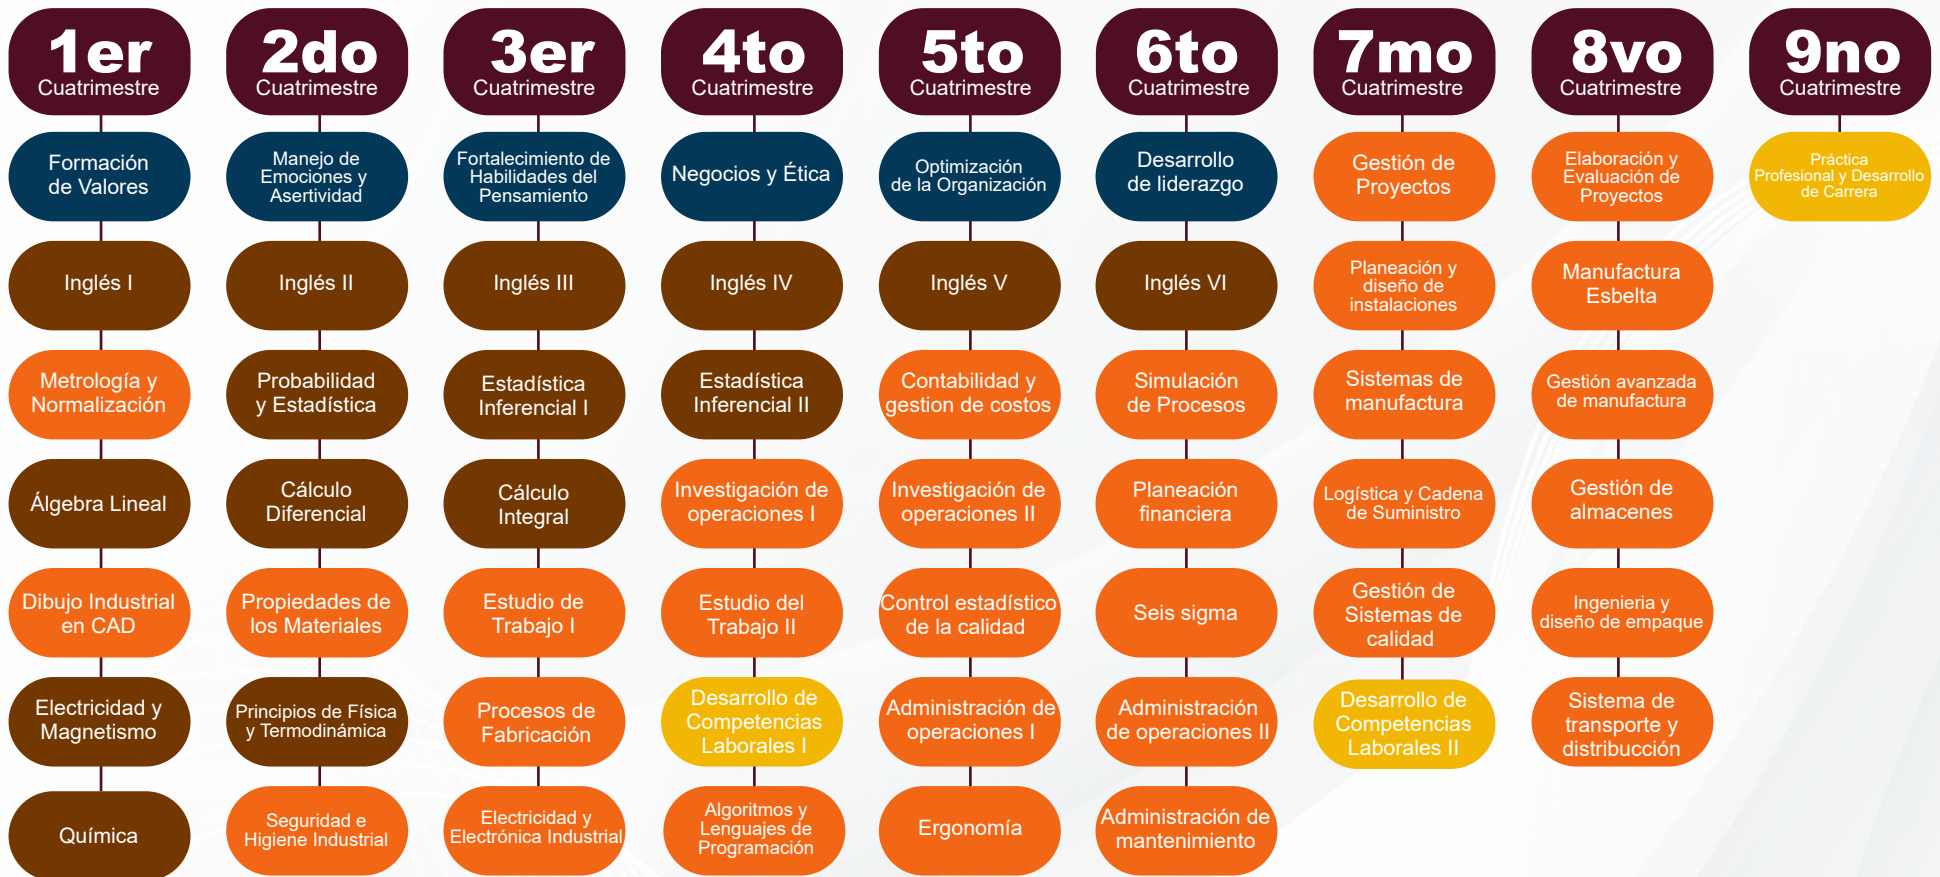 1er
Cuatrimestre
Formación
de Valores
Inglés I
Metrología y
Normalización
Álgebra Lineal
Dibujo Industrial
en CAD
Electricidad y
Magnetismo
Química
2do
Cuatrimestre
Manejo de
Emociones y
Asertividad
Inglés II
Probabilidad
y Estadística
Cálculo
Diferencial
Propiedades de
los Materiales
Principios de Física
y Termodinámica
Seguridad e
Higiene Industrial
3er
Cuatrimestre
Fortalecimiento de
Habilidades del
Pensamiento
Inglés III
Estadística
Inferencial I
Cálculo
Integral
Estudio de
Trabajo I
Procesos de
Fabricación
Electricidad y
Electrónica Industrial
4to
Cuatrimestre
Negocios y Ética
Inglés IV
Estadística
Inferencial II
Investigación de
operaciones I
Estudio del
Trabajo II
Desarrollo de
Competencias
Laborales I
Algoritmos y
Lenguajes de
Programación
5to
Cuatrimestre
Optimización
de la Organización
Inglés V
Contabilidad y
gestion de costos
Investigación de
operaciones II
Control estadístico
de la calidad
Administración de
operaciones I
Ergonomía
6to
Cuatrimestre
Desarrollo
de liderazgo
Inglés VI
Simulación
de Procesos
Planeación
financiera
Seis sigma
Administración
de operaciones II
Administración de
mantenimiento
7mo
Cuatrimestre
Gestión de
Proyectos
Planeación y
diseño de
instalaciones
Sistemas de
manufactura
Logística y Cadena
de Suministro
Gestión de
Sistemas de
calidad
Desarrollo de
Competencias
Laborales II
8vo
Cuatrimestre
Elaboración y
Evaluación de
Proyectos
Manufactura
Esbelta
Gestión avanzada
de manufactura
Gestión de
almacenes
Ingenieria y
diseño de empaque
Sistema de
transporte y
distribucción
9no
Cuatrimestre
Práctica
Profesional y Desarrollo
de Carrera